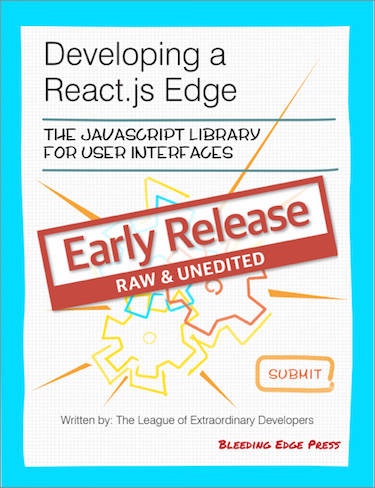 Developing a
React.js Edge
THE JAVASCRIPT LIBRARY
FOR USER INTERFACES
Early Release
RAW & UNEDITED
SUBMIT
Written by: The League of Extraordinary Developers
BLEEDING EDGE PRESS